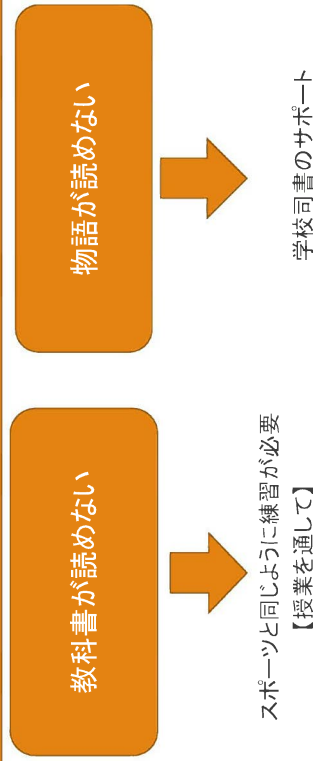 教科書が読めない
スポーツと同じように練習が必要
【授業を通して】
物語が読めない
学校司書のサポート